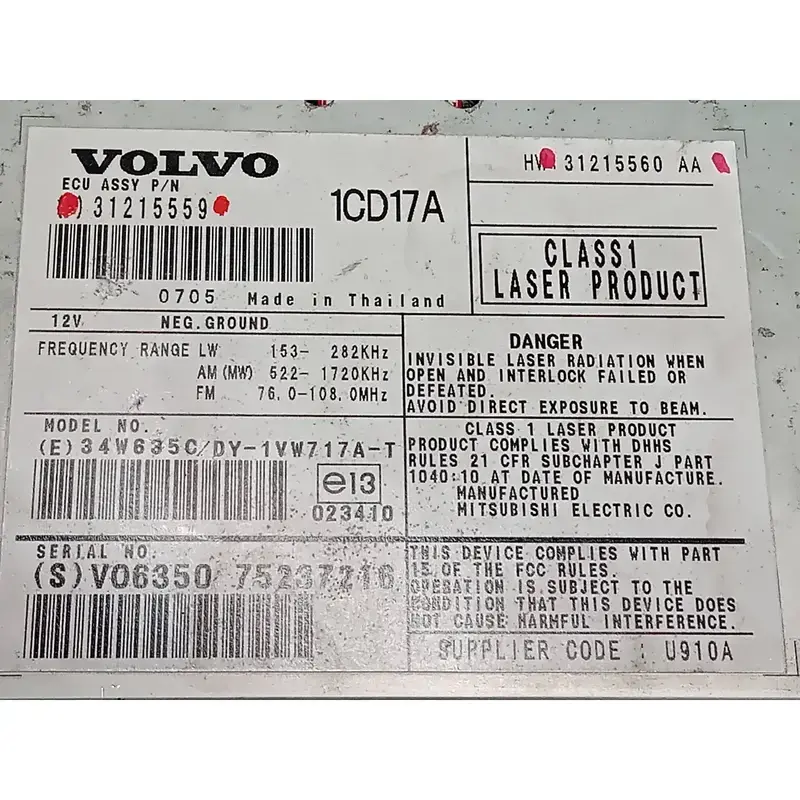 VOLVO
ECU ASSY P/N
31215559
1CD17A
0705 Made in Thailand
HW 31215560 AA
CLASS1
LASER PRODUCT
12V NEG.GROUND
FREQUENCY RANGE LW 153- 282KHz
AM(MW) 522- 1720KHz
FM 76.0-108.0MHz
DANGER
INVISIBLE LASER RADIATION WHEN
OPEN AND INTERLOCK FAILED OR
DEFEATED.
AVOID DIRECT EXPOSURE TO BEAM.
MODEL NO.
(E)34W635C/DY-1VW717A-T
e13
023410
CLASS 1 LASER PRODUCT
PRODUCT COMPLIES WITH DHHS
RULES 21 CFR SUBCHAPTER J PART
1040:10 AT DATE OF MANUFACTURE.
MANUFACTURED
MITSUBISHI ELECTRIC CO.
SERIAL NO.
(S)V06350 75237216
THIS DEVICE COMPLIES WITH PART
15 OF THE FCC RULES.
OPERATION IS SUBJECT TO THE
CONDITION THAT THIS DEVICE DOES
NOT CAUSE HARMFUL INTERFERENCE.
SUPPLIER CODE : U910A